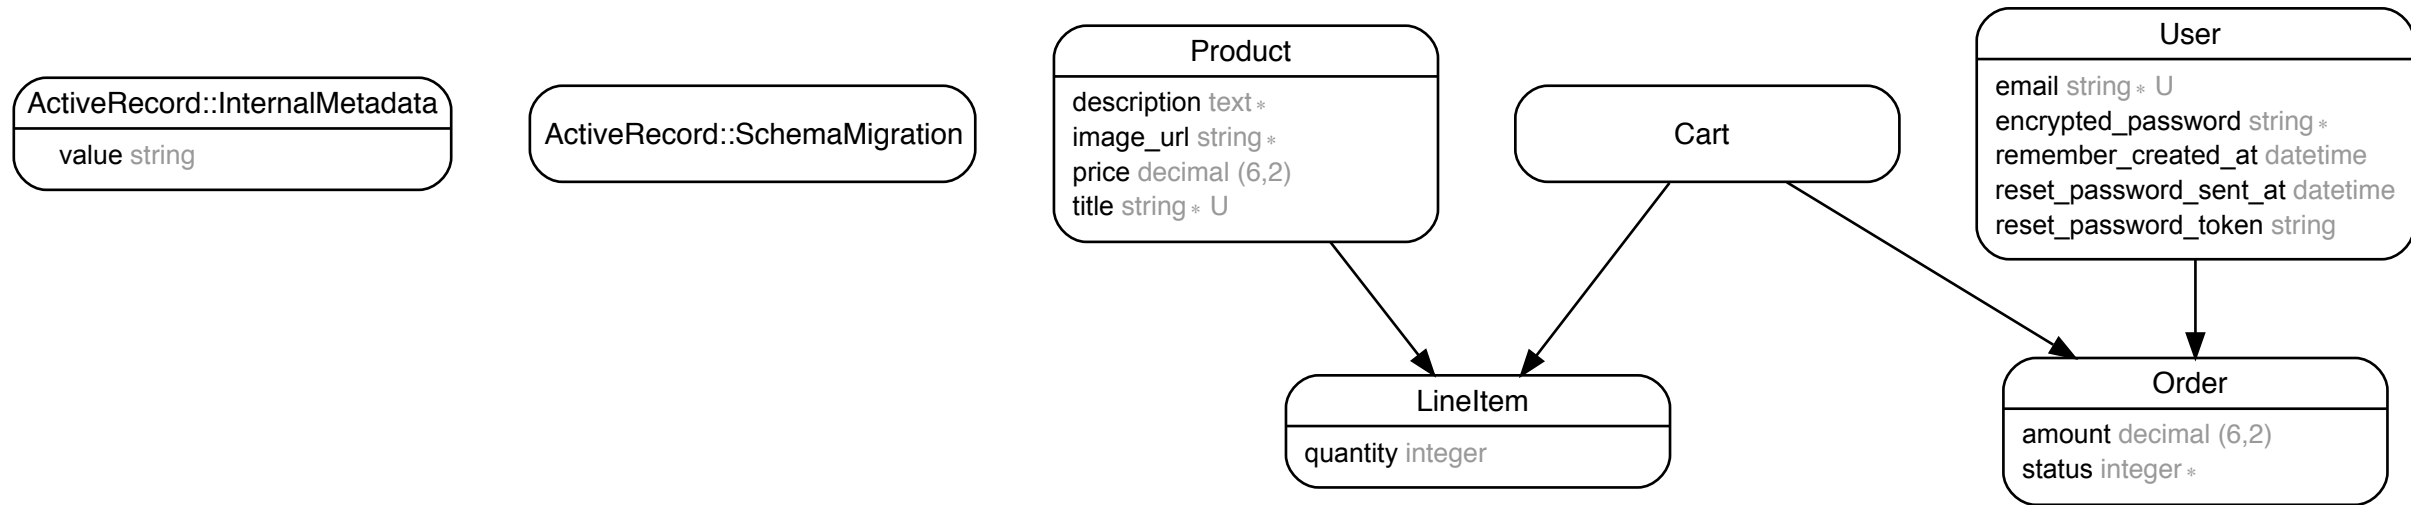 ActiveRecord::InternalMetadata
value string
ActiveRecord::SchemaMigration
Product
description text *
image_url string *
price decimal (6,2)
title string * U
Cart
User
email string * U
encrypted_password string *
remember_created_at datetime
reset_password_sent_at datetime
reset_password_token string
LineItem
quantity integer
Order
amount decimal (6,2)
status integer *